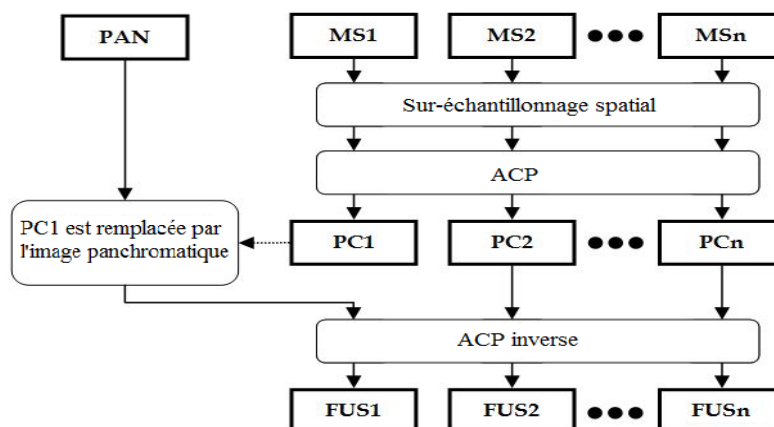 PAN
MS1 MS2 ●●● MSn
Sur-échantillonnage spatial
ACP
PC1 est remplacée par
l'image panchromatique
PC1 PC2 ●●● PCn
ACP inverse
FUS1 FUS2 ●●● FUSn